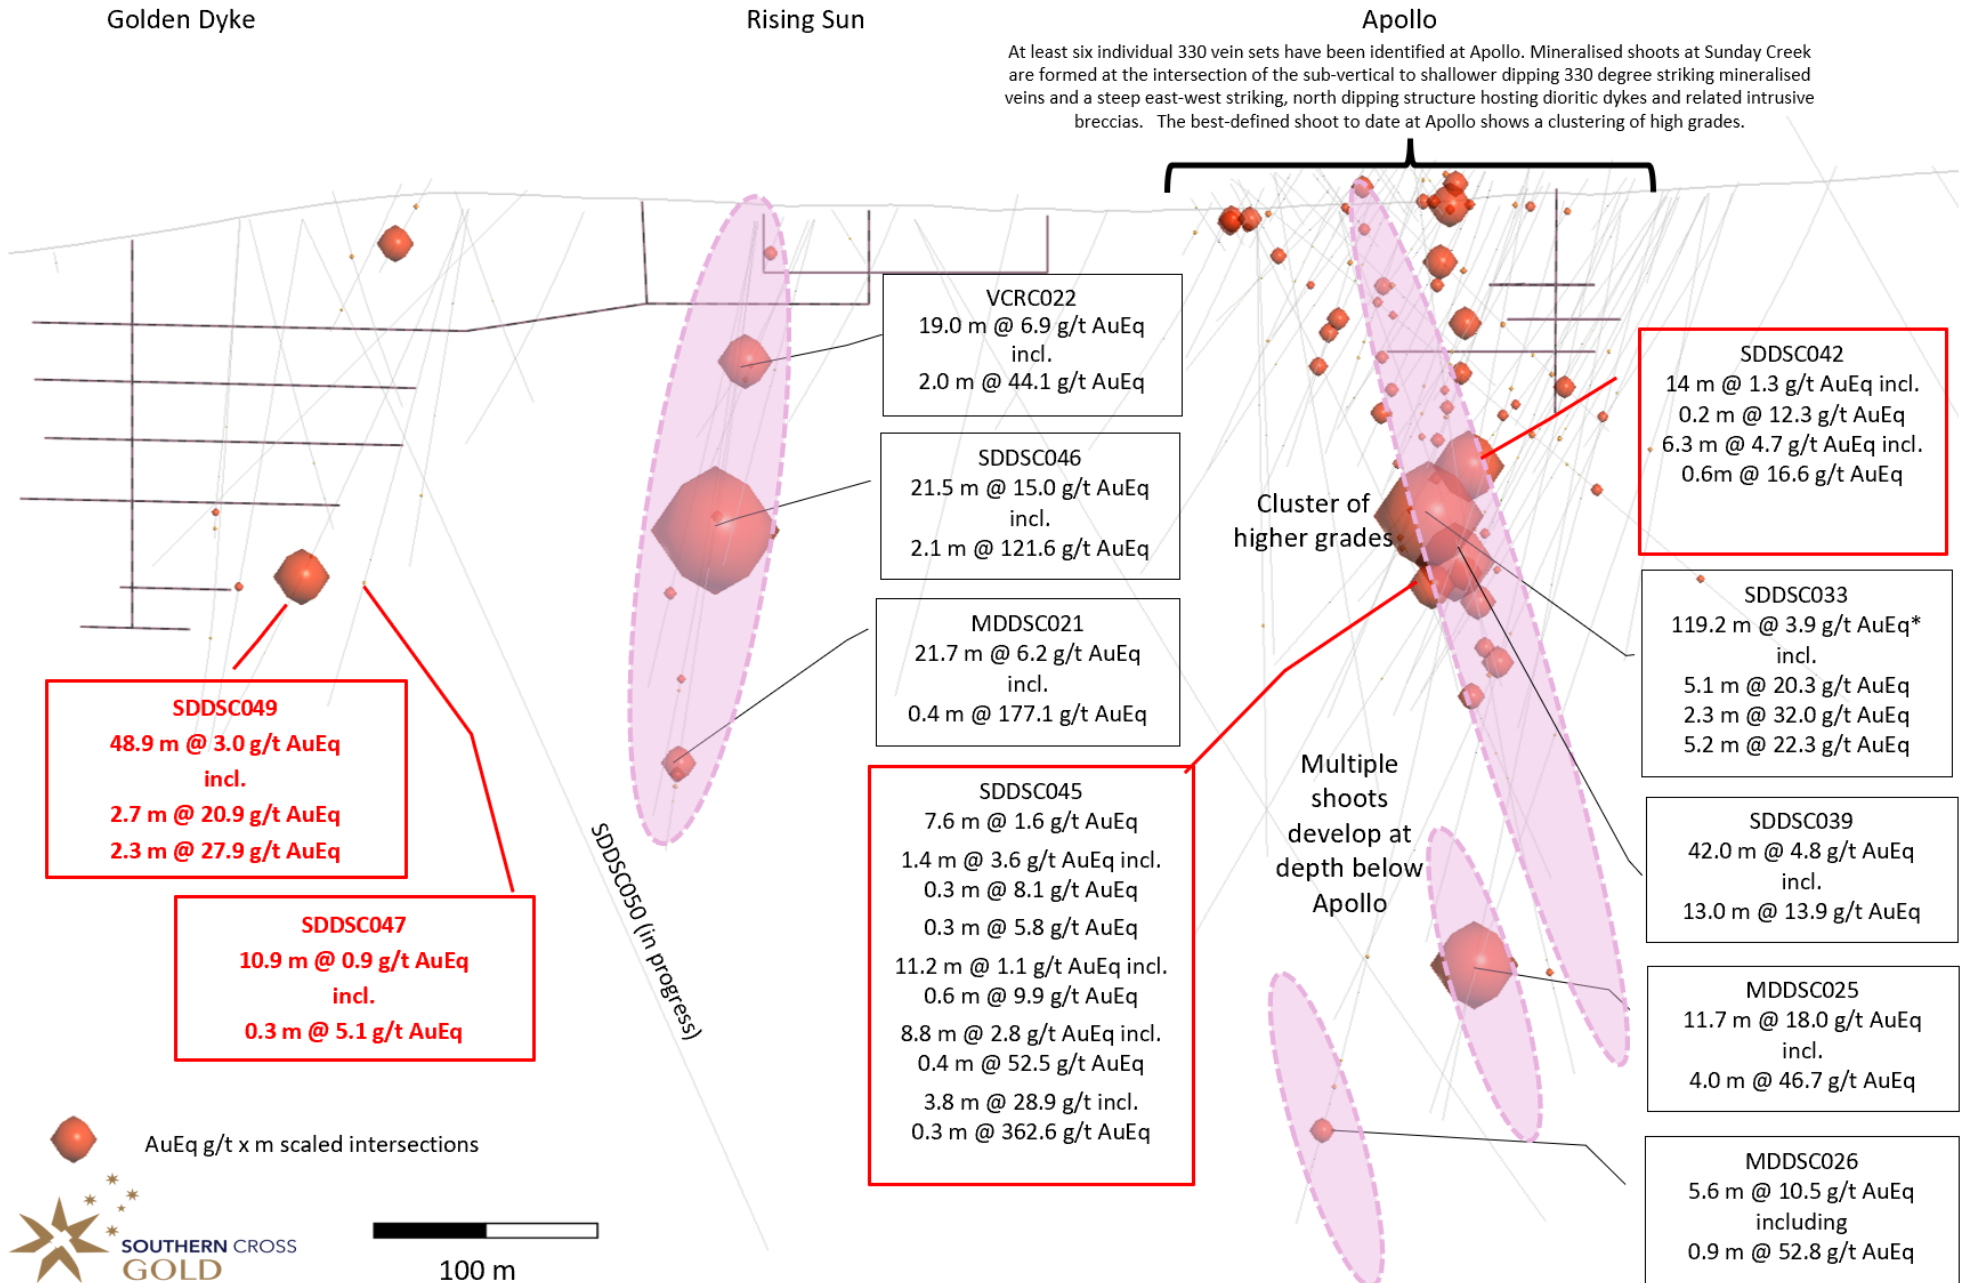 Golden Dyke
Rising Sun
Apollo
At least six individual 330 vein sets have been identified at Apollo. Mineralised shoots at Sunday Creek
are formed at the intersection of the sub-vertical to shallower dipping 330 degree striking mineralised
veins and a steep east-west striking, north dipping structure hosting dioritic dykes and related intrusive
breccias. The best-defined shoot to date at Apollo shows a clustering of high grades.
VCRC022
19.0 m @ 6.9 g/t AuEq
incl.
2.0 m @ 44.1 g/t AuEq
SDDSC046
21.5 m @ 15.0 g/t AuEq
incl.
2.1 m @ 121.6 g/t AuEq
MDDSC021
21.7 m @ 6.2 g/t AuEq
incl.
0.4 m @ 177.1 g/t AuEq
SDDSC045
7.6 m @ 1.6 g/t AuEq
1.4 m @ 3.6 g/t AuEq incl.
0.3 m @ 8.1 g/t AuEq
0.3 m @ 5.8 g/t AuEq
11.2 m @ 1.1 g/t AuEq incl.
0.6 m @ 9.9 g/t AuEq
8.8 m @ 2.8 g/t AuEq incl.
0.4 m @ 52.5 g/t AuEq
3.8 m @ 28.9 g/t incl.
0.3 m @ 362.6 g/t AuEq
Cluster of
higher grades
Multiple
shoots
develop at
depth below
Apollo
SDDSC042
14 m @ 1.3 g/t AuEq incl.
0.2 m @ 12.3 g/t AuEq
6.3 m @ 4.7 g/t AuEq incl.
0.6m @ 16.6 g/t AuEq
SDDSC033
119.2 m @ 3.9 g/t AuEq*
incl.
5.1 m @ 20.3 g/t AuEq
2.3 m @ 32.0 g/t AuEq
5.2 m @ 22.3 g/t AuEq
SDDSC039
42.0 m @ 4.8 g/t AuEq
incl.
13.0 m @ 13.9 g/t AuEq
MDDSC025
11.7 m @ 18.0 g/t AuEq
incl.
4.0 m @ 46.7 g/t AuEq
MDDSC026
5.6 m @ 10.5 g/t AuEq
including
0.9 m @ 52.8 g/t AuEq
SDDSC049
48.9 m @ 3.0 g/t AuEq
incl.
2.7 m @ 20.9 g/t AuEq
2.3 m @ 27.9 g/t AuEq
SDDSC047
10.9 m @ 0.9 g/t AuEq
incl.
0.3 m @ 5.1 g/t AuEq
SDDSC050 (in progress)
AuEq g/t x m scaled intersections
SOUTHERN CROSS
GOLD
100 m